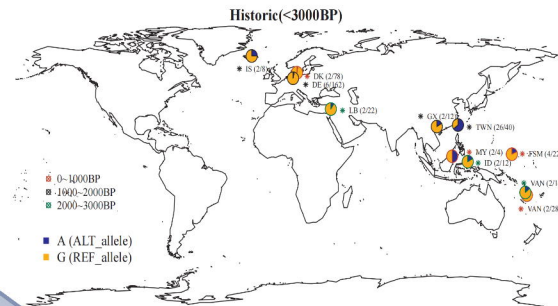 Historic(<3000BP)
IS (2/8)
DK (2/78)
DE (6/162)
LB (2/22)
GX (2/12)
TWN (26/40)
MY (2/4)
FSM (4/22
ID (2/12)
VAN (2/1
VAN (2/28
0~1000BP
1000~2000BP
2000~3000BP
A (ALT_allele)
G (REF_allele)